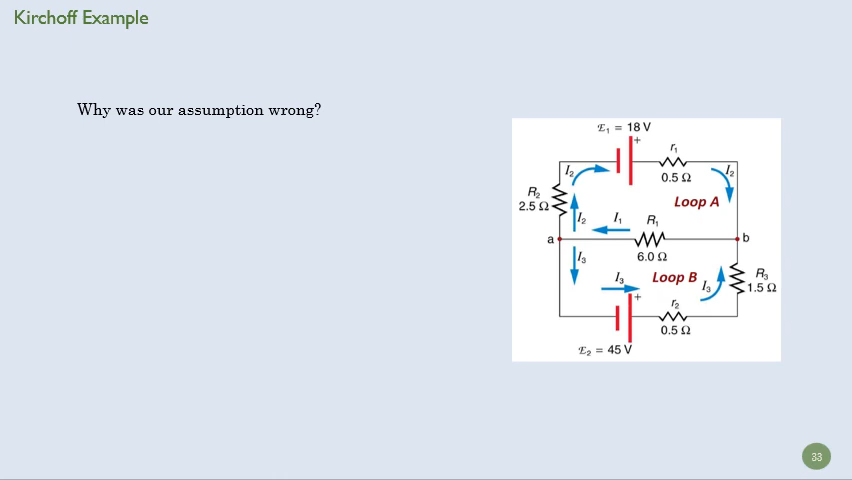 Kirchoff Example
Why was our assumption wrong?
ℰ₁ = 18 V
+
r₁
0.5 Ω
I₂
I₂
R₂
2.5 Ω
Loop A
I₂
I₁
R₁
a
b
6.0 Ω
I₃
I₃
Loop B
I₃
R₃
1.5 Ω
+
r₂
0.5 Ω
ℰ₂ = 45 V
33